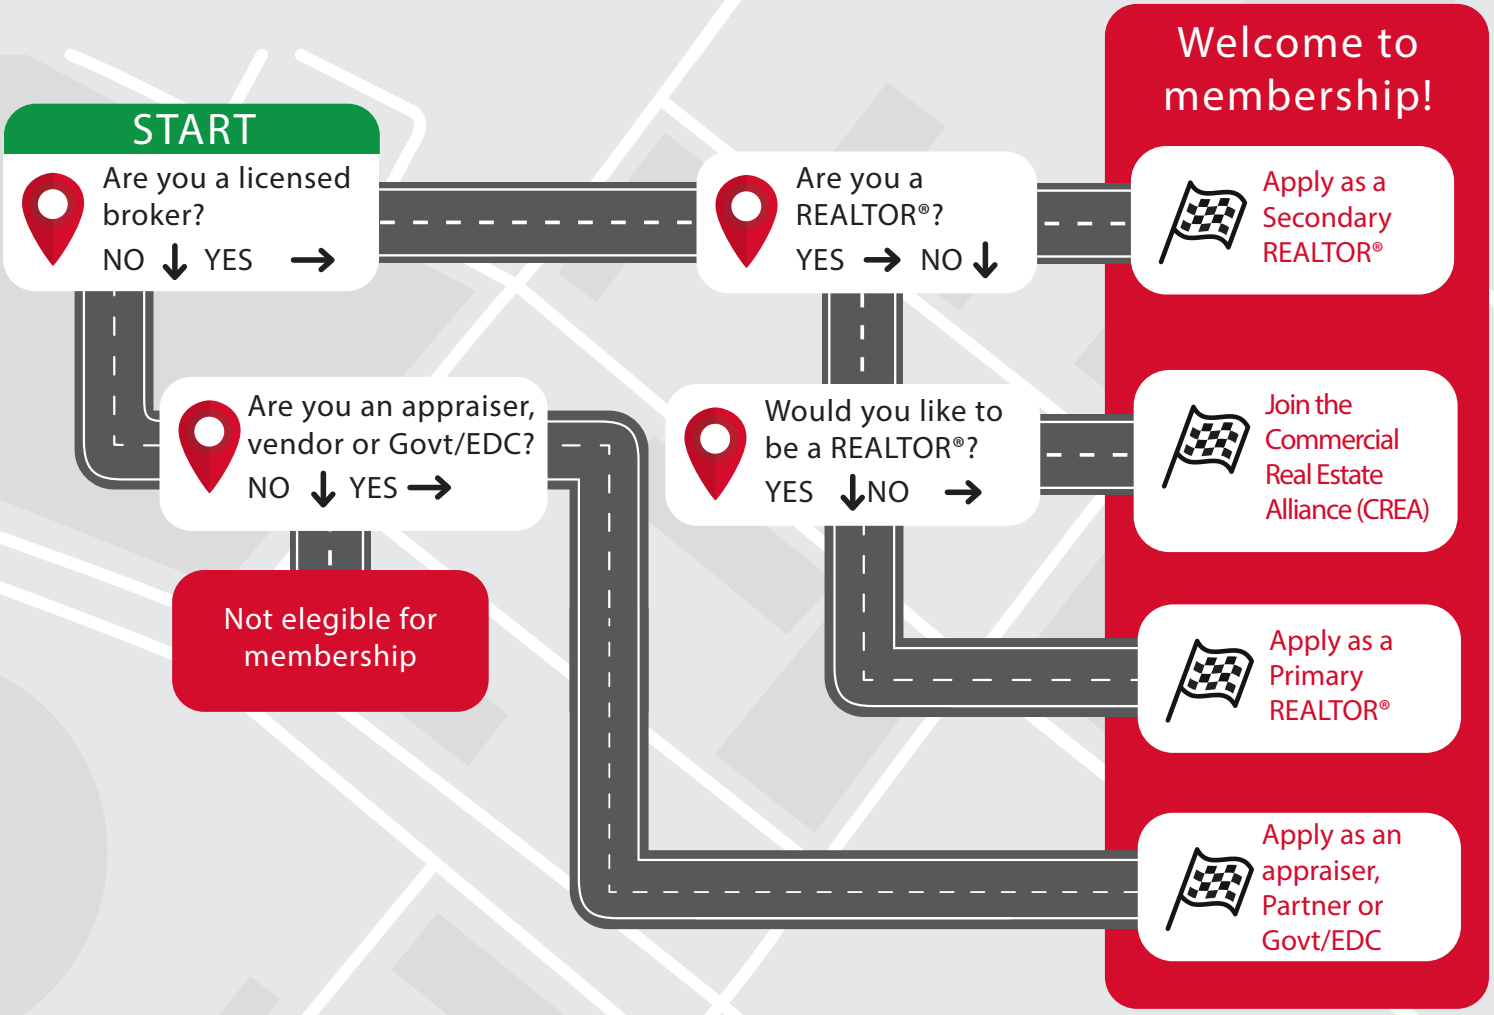 START
Are you a licensed
broker?
NO ↓ YES →
Are you a
REALTOR®?
YES → NO ↓
Are you an appraiser,
vendor or Govt/EDC?
NO ↓ YES →
Not elegible for
membership
Would you like to
be a REALTOR®?
YES ↓ NO →
Welcome to
membership!
Apply as a
Secondary
REALTOR®
Join the
Commercial
Real Estate
Alliance (CREA)
Apply as a
Primary
REALTOR®
Apply as an
appraiser,
Partner or
Govt/EDC